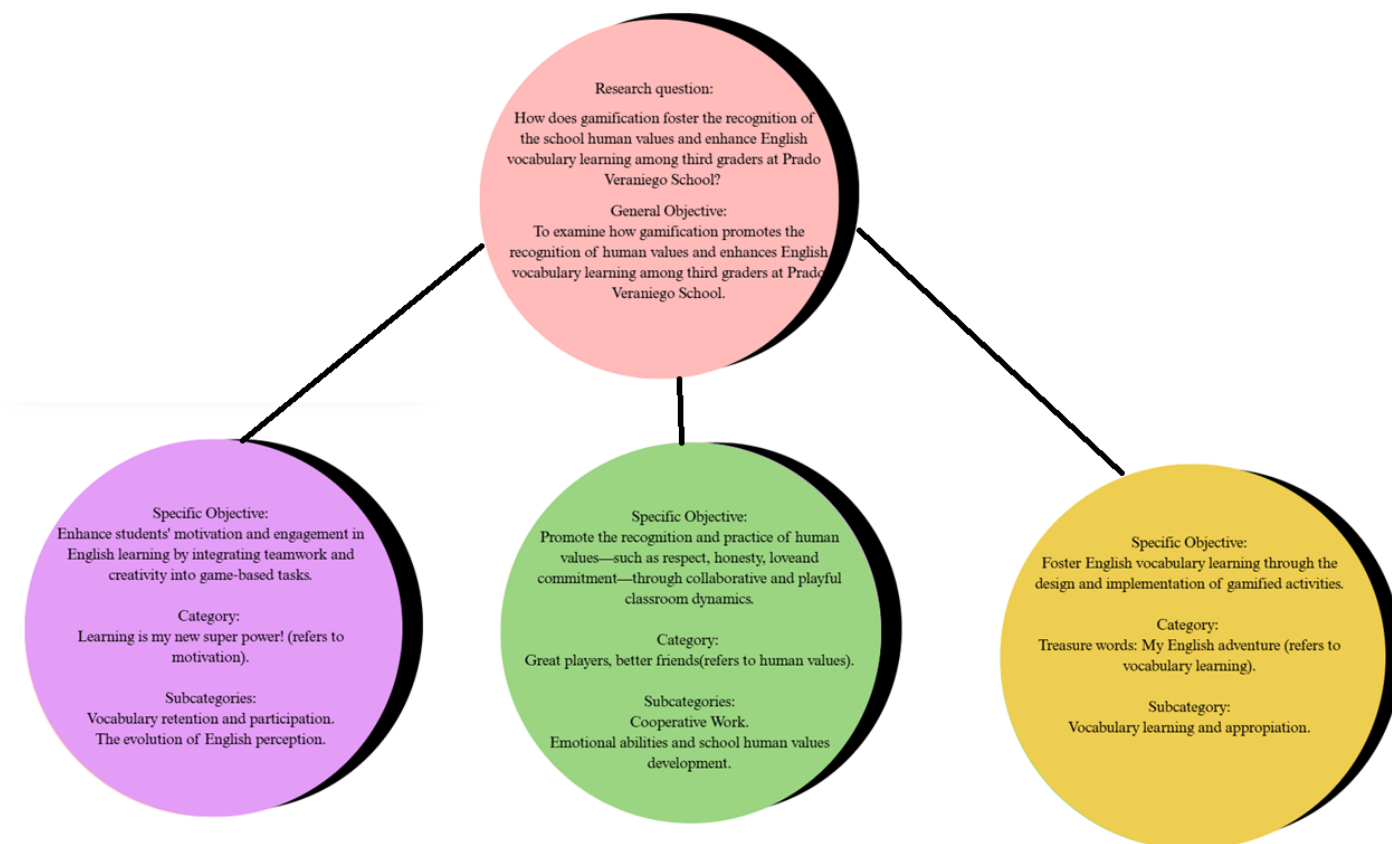 Research question:
How does gamification foster the recognition of
the school human values and enhance English
vocabulary learning among third graders at Prado
Veraniego School?
General Objective:
To examine how gamification promotes the
recognition of human values and enhances English
vocabulary learning among third graders at Prado
Veraniego School.
Specific Objective:
Enhance students' motivation and engagement in
English learning by integrating teamwork and
creativity into game-based tasks.
Category:
Learning is my new super power! (refers to
motivation).
Subcategories:
Vocabulary retention and participation.
The evolution of English perception.
Specific Objective:
Promote the recognition and practice of human
values—such as respect, honesty, loveand
commitment—through collaborative and playful
classroom dynamics.
Category:
Great players, better friends(refers to human values).
Subcategories:
Cooperative Work.
Emotional abilities and school human values
development.
Specific Objective:
Foster English vocabulary learning through the
design and implementation of gamified activities.
Category:
Treasure words: My English adventure (refers to
vocabulary learning).
Subcategory:
Vocabulary learning and appropiation.